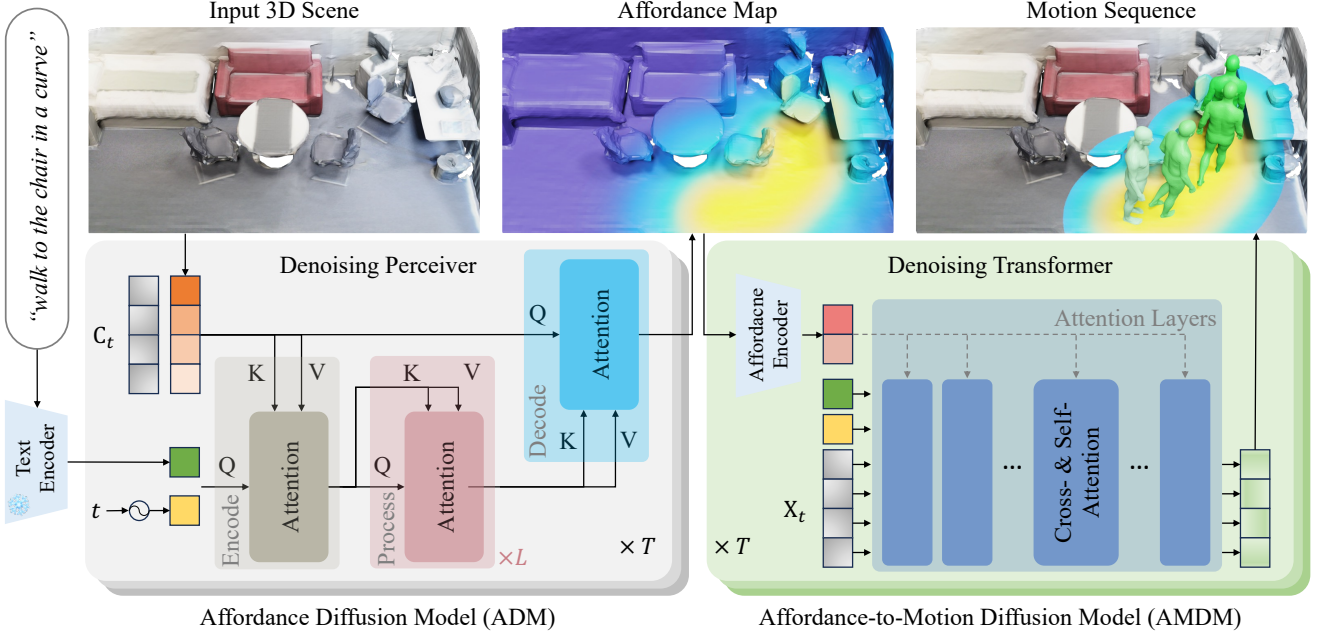 Input 3D Scene
Affordance Map
Motion Sequence
“walk to the chair in a curve”
Denoising Perceiver
Denoising Transformer
C_t
K
V
K
V
Q
Attention
Decode
K
V
Text
Encoder
Q
Encode
Attention
Q
Process
Attention
t
×L
× T
Affordacne
Encoder
Attention Layers
X_t
...
Cross- & Self-
Attention
...
× T
Affordance Diffusion Model (ADM)
Affordance-to-Motion Diffusion Model (AMDM)